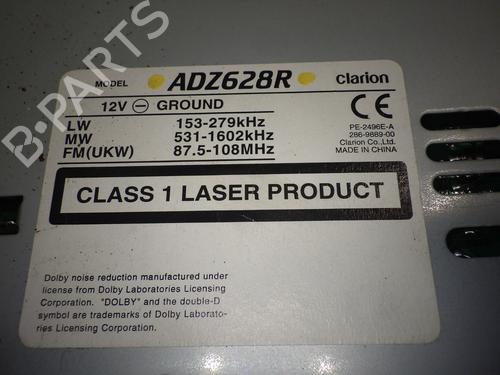 MODEL ADZ628R clarion
12V GROUND
LW 153-279kHz
MW 531-1602kHz
FM(UKW) 87.5-108MHz
CE
PE-2496E-A
286-9889-00
Clarion Co.,Ltd.
MADE IN CHINA
CLASS 1 LASER PRODUCT
Dolby noise reduction manufactured under
license from Dolby Laboratories Licensing
Corporation. "DOLBY" and the double-D
symbol are trademarks of Dolby Laborato-
ries Licensing Corporation.
B-PARTS